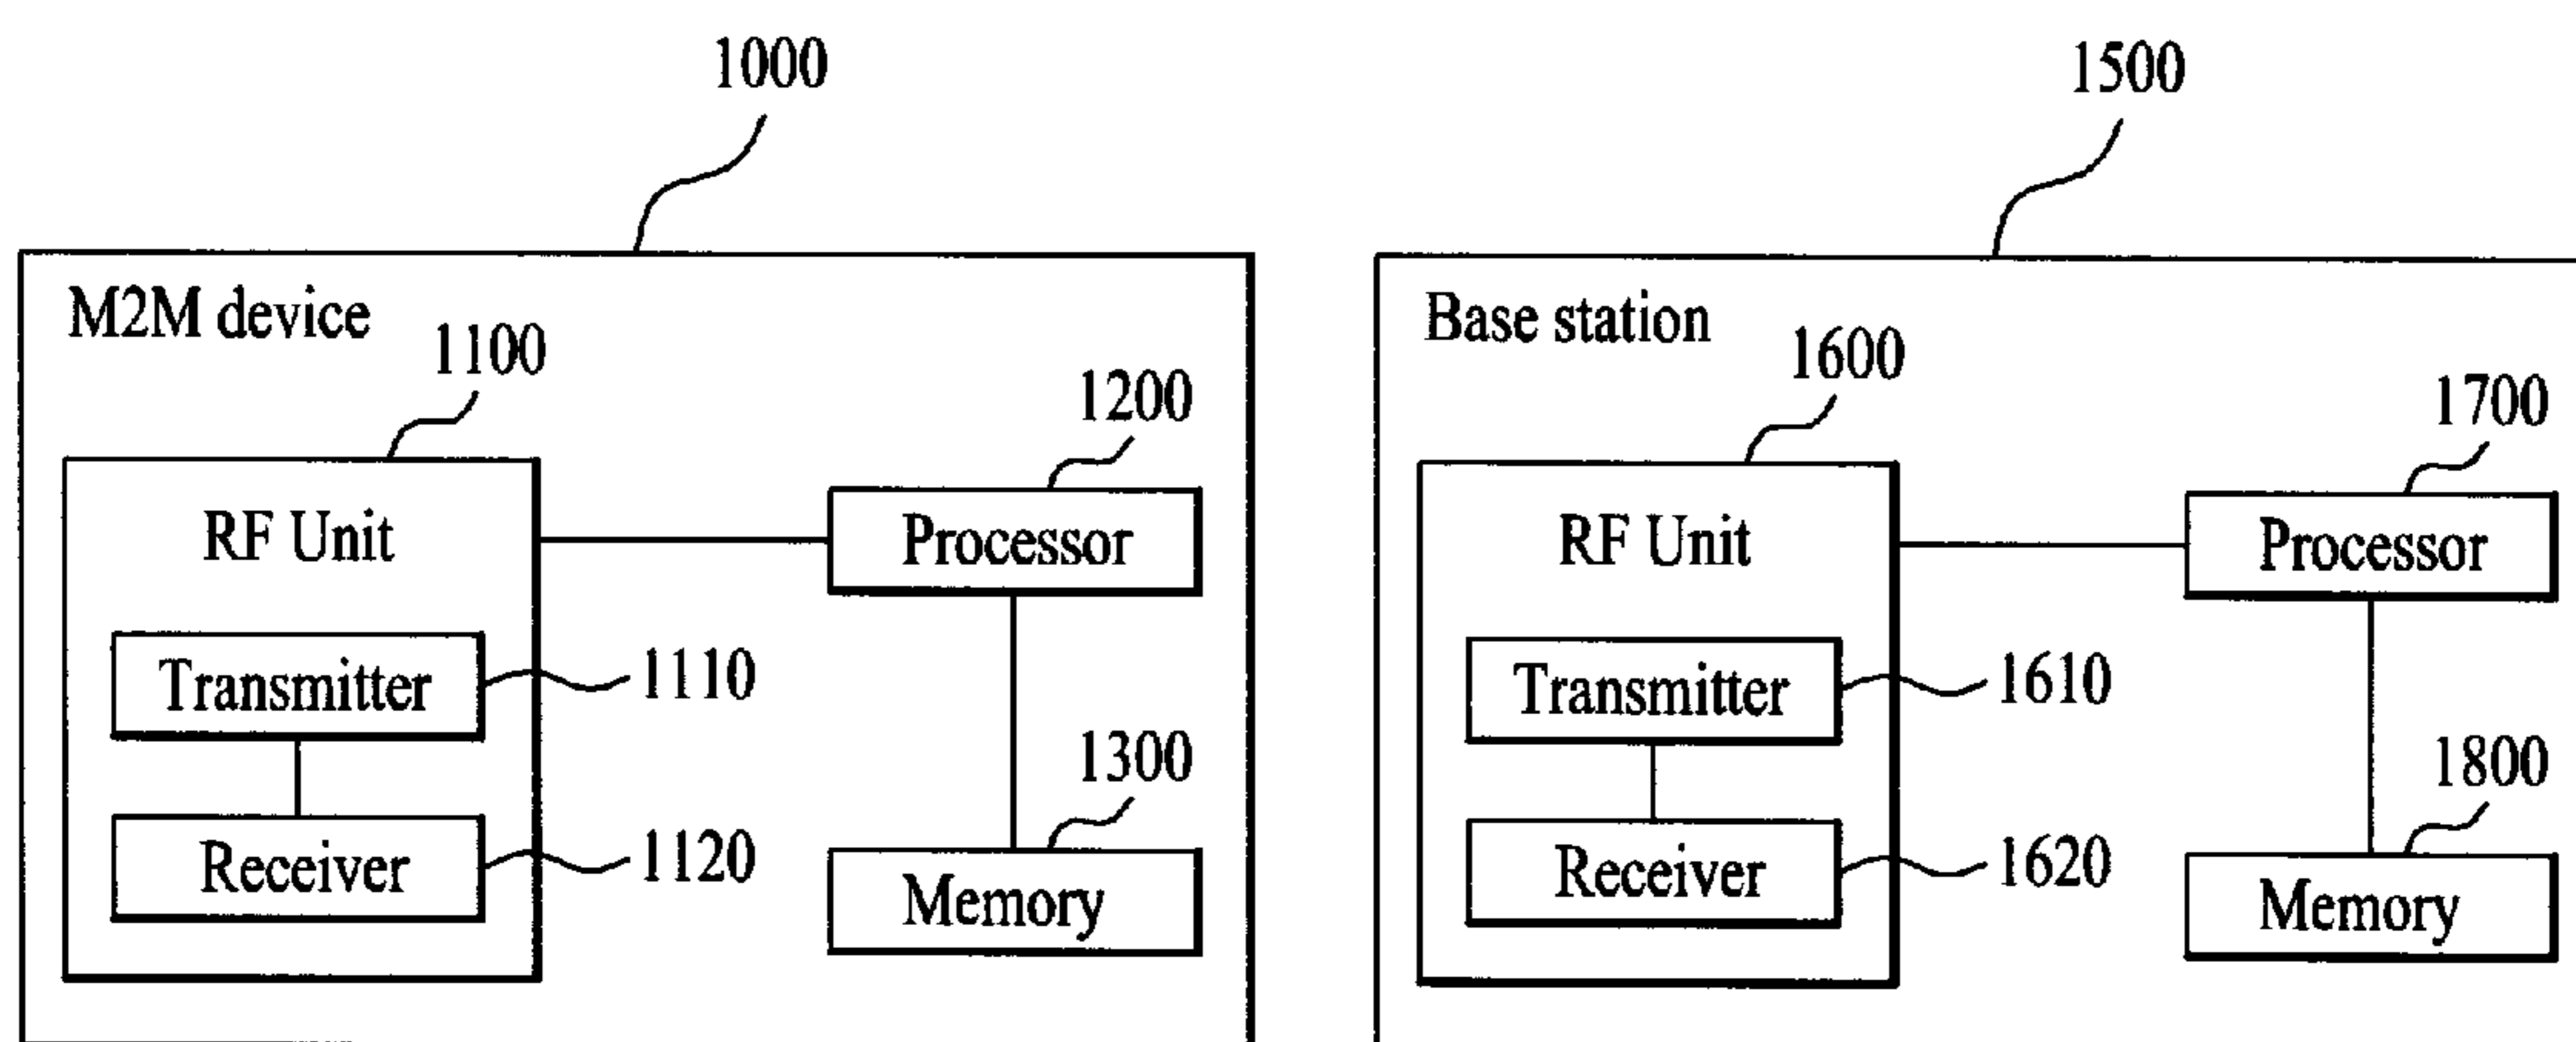 1000
1500
M2M device
1100
1200
RF Unit
Processor
Transmitter
1110
1300
Receiver
1120
Memory
Base station
1600
1700
RF Unit
Processor
Transmitter
1610
1800
Receiver
1620
Memory